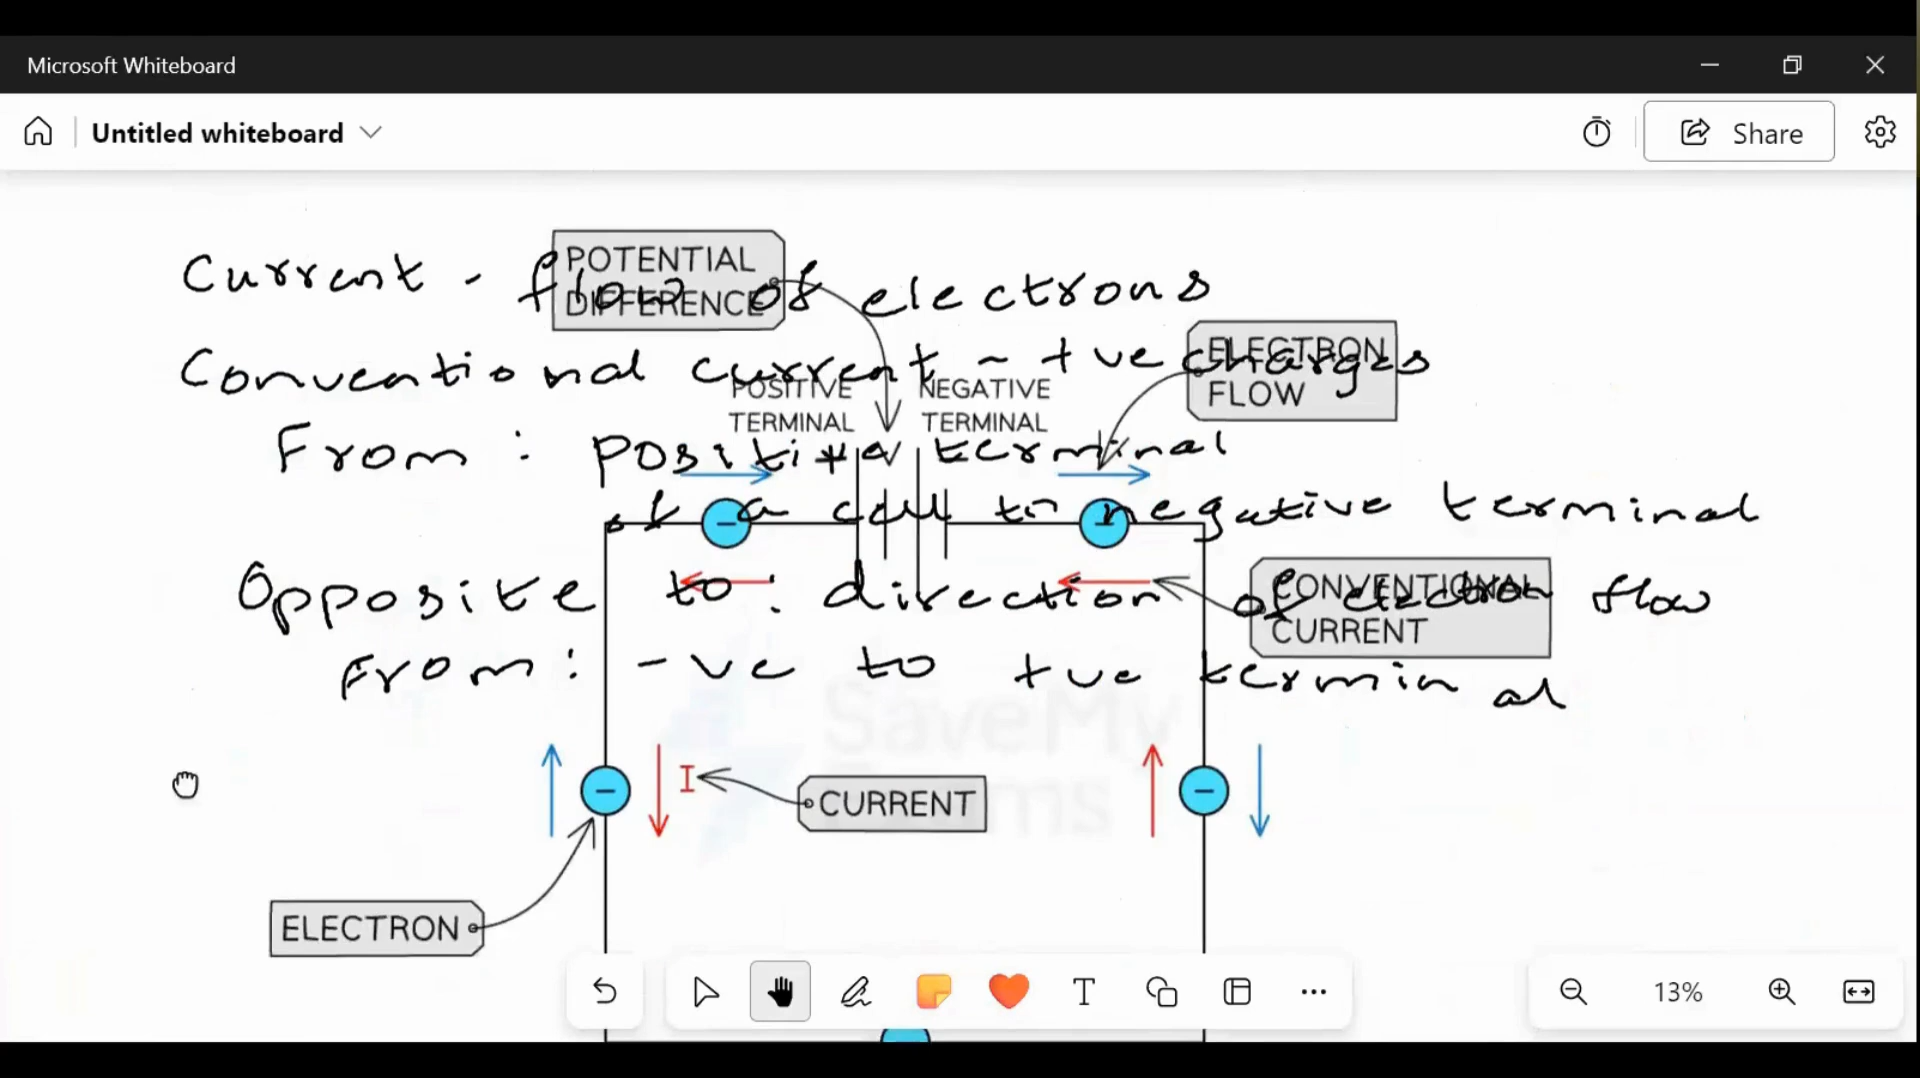 Microsoft Whiteboard
Untitled whiteboard
Share
POTENTIAL
DIFFERENCE
Current - flow of electrons
ELECTRON
FLOW
Conventional current - +ve charges
POSITIVE
TERMINAL
NEGATIVE
TERMINAL
From : positive terminal
of a cell to negative terminal
CONVENTIONAL
CURRENT
Opposite to : direction of electron flow
From : -ve to +ve terminal
SaveMy
Exams
I
CURRENT
ELECTRON
13%